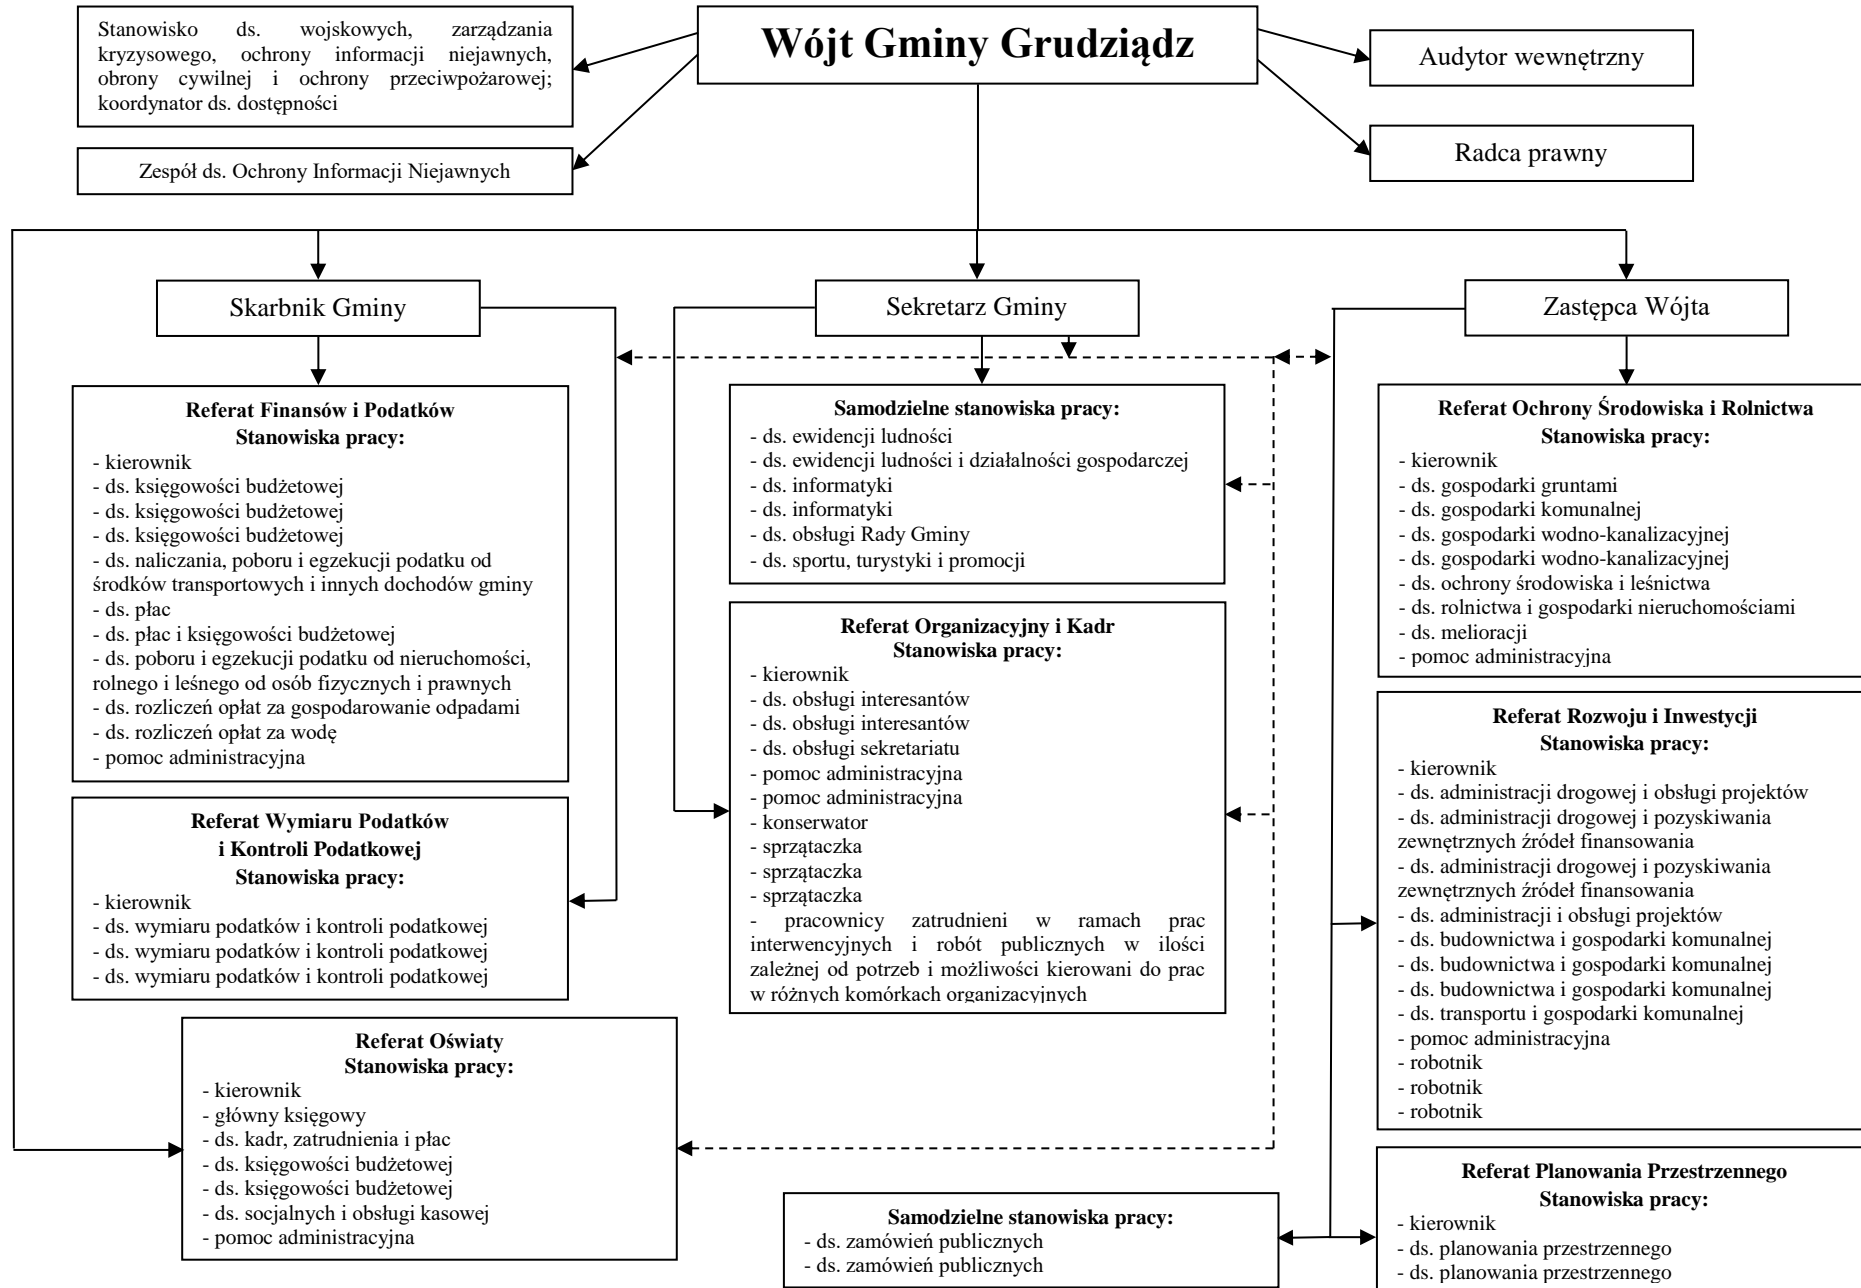 Stanowisko ds. wojskowych, zarządzania
kryzysowego, ochrony informacji niejawnych,
obrony cywilnej i ochrony przeciwpożarowej;
koordynator ds. dostępności
Zespół ds. Ochrony Informacji Niejawnych
Wójt Gminy Grudziądz
Audytor wewnętrzny
Radca prawny
Skarbnik Gminy
Sekretarz Gminy
Zastępca Wójta
Referat Finansów i Podatków
Stanowiska pracy:
- kierownik
- ds. księgowości budżetowej
- ds. księgowości budżetowej
- ds. księgowości budżetowej
- ds. naliczania, poboru i egzekucji podatku od
środków transportowych i innych dochodów gminy
- ds. płac
- ds. płac i księgowości budżetowej
- ds. poboru i egzekucji podatku od nieruchomości,
rolnego i leśnego od osób fizycznych i prawnych
- ds. rozliczeń opłat za gospodarowanie odpadami
- ds. rozliczeń opłat za wodę
- pomoc administracyjna
Referat Wymiaru Podatków
i Kontroli Podatkowej
Stanowiska pracy:
- kierownik
- ds. wymiaru podatków i kontroli podatkowej
- ds. wymiaru podatków i kontroli podatkowej
- ds. wymiaru podatków i kontroli podatkowej
Referat Oświaty
Stanowiska pracy:
- kierownik
- główny księgowy
- ds. kadr, zatrudnienia i płac
- ds. księgowości budżetowej
- ds. księgowości budżetowej
- ds. socjalnych i obsługi kasowej
- pomoc administracyjna
Samodzielne stanowiska pracy:
- ds. ewidencji ludności
- ds. ewidencji ludności i działalności gospodarczej
- ds. informatyki
- ds. informatyki
- ds. obsługi Rady Gminy
- ds. sportu, turystyki i promocji
Referat Organizacyjny i Kadr
Stanowiska pracy:
- kierownik
- ds. obsługi interesantów
- ds. obsługi interesantów
- ds. obsługi sekretariatu
- pomoc administracyjna
- pomoc administracyjna
- konserwator
- sprzątaczka
- sprzątaczka
- sprzątaczka
- pracownicy zatrudnieni w ramach prac
interwencyjnych i robót publicznych w ilości
zależnej od potrzeb i możliwości kierowani do prac
w różnych komórkach organizacyjnych
Samodzielne stanowiska pracy:
- ds. zamówień publicznych
- ds. zamówień publicznych
Referat Ochrony Środowiska i Rolnictwa
Stanowiska pracy:
- kierownik
- ds. gospodarki gruntami
- ds. gospodarki komunalnej
- ds. gospodarki wodno-kanalizacyjnej
- ds. gospodarki wodno-kanalizacyjnej
- ds. ochrony środowiska i leśnictwa
- ds. rolnictwa i gospodarki nieruchomościami
- ds. melioracji
- pomoc administracyjna
Referat Rozwoju i Inwestycji
Stanowiska pracy:
- kierownik
- ds. administracji drogowej i obsługi projektów
- ds. administracji drogowej i pozyskiwania
zewnętrznych źródeł finansowania
- ds. administracji drogowej i pozyskiwania
zewnętrznych źródeł finansowania
- ds. administracji i obsługi projektów
- ds. budownictwa i gospodarki komunalnej
- ds. budownictwa i gospodarki komunalnej
- ds. budownictwa i gospodarki komunalnej
- ds. transportu i gospodarki komunalnej
- pomoc administracyjna
- robotnik
- robotnik
- robotnik
Referat Planowania Przestrzennego
Stanowiska pracy:
- kierownik
- ds. planowania przestrzennego
- ds. planowania przestrzennego